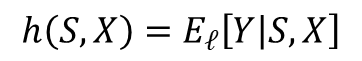 h(S, X) = E_ℓ[Y|S, X]